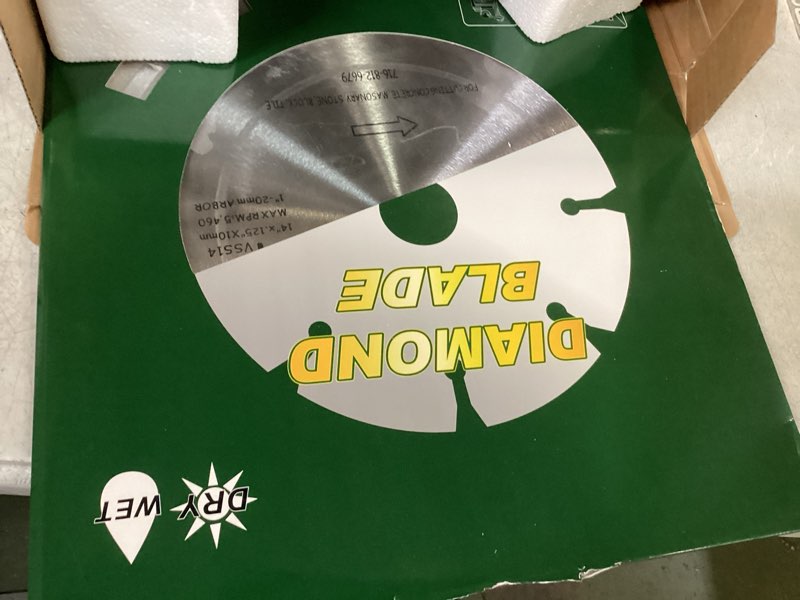 DRY WET
DIAMOND
BLADE
VSS14
14"x.125"X10mm
MAX RPM:5,460
1"-20mm ARBOR
FOR CUTTING CONCRETE MASONARY STONE BLOCK, TILE
716-812-6679